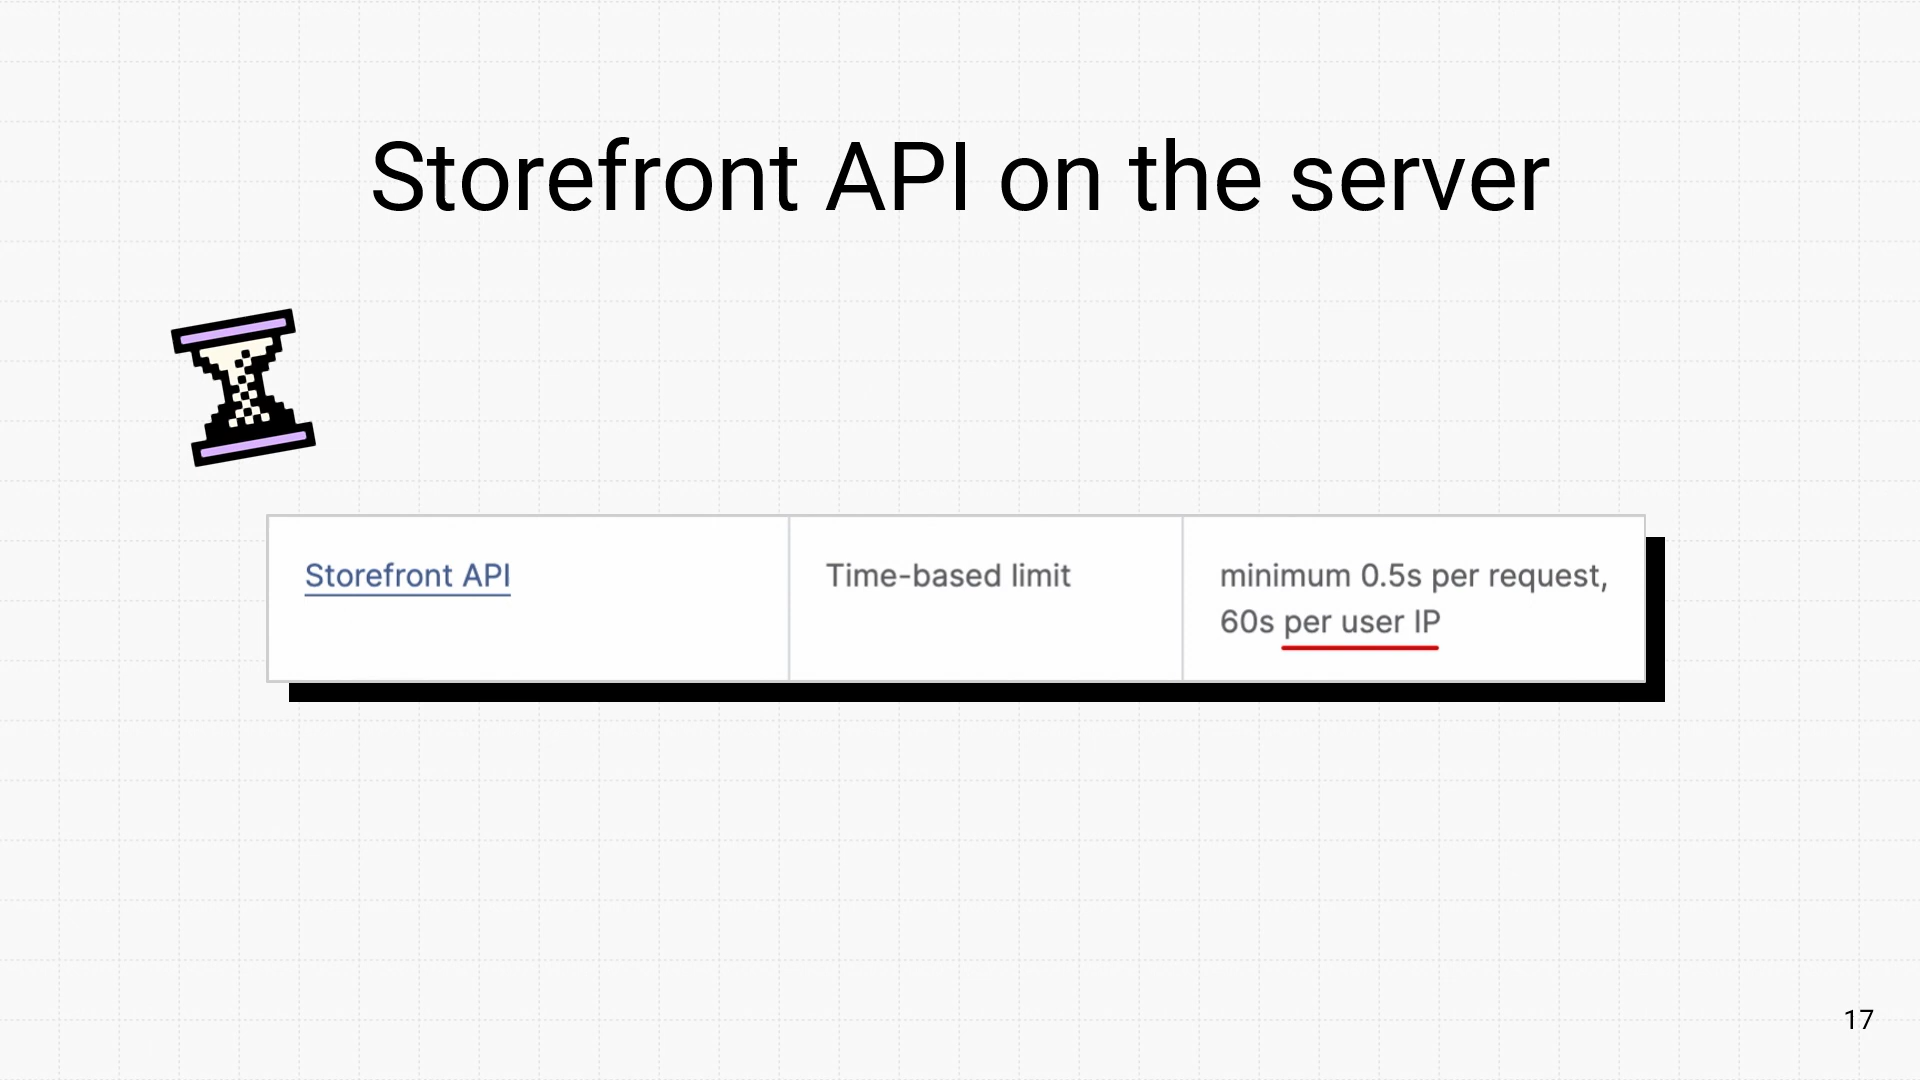 Storefront API on the server
Storefront API
Time-based limit
minimum 0.5s per request,
60s per user IP
17